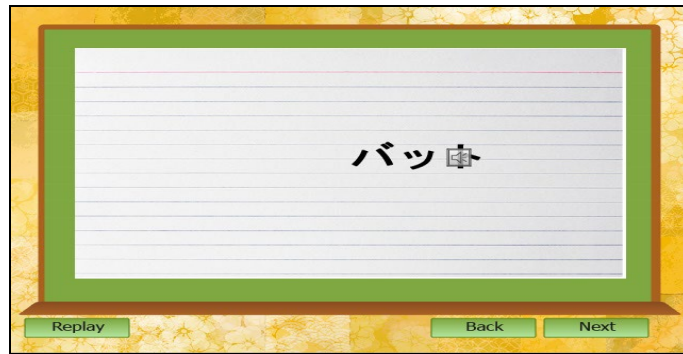 バット
Replay
Back
Next